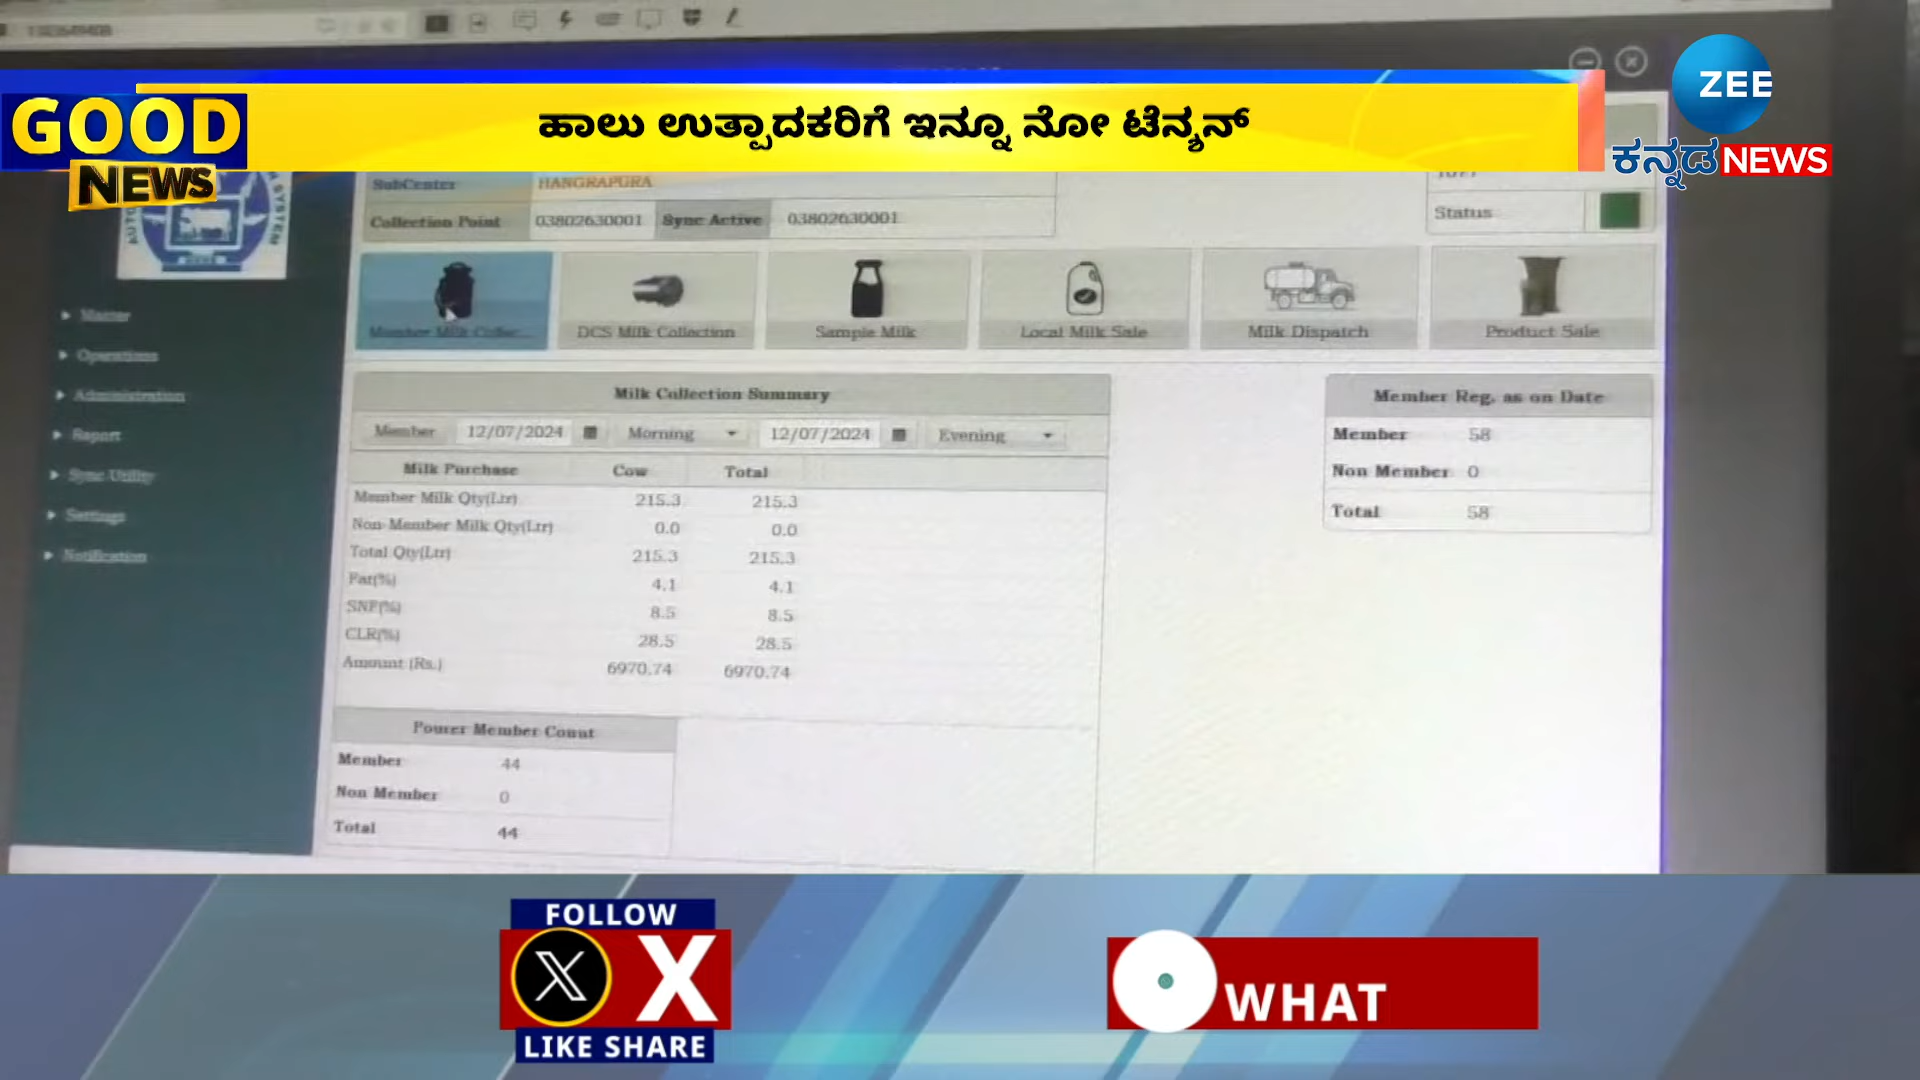 ZEE
ಕನ್ನಡ NEWS
GOOD
NEWS
ಹಾಲು ಉತ್ಪಾದಕರಿಗೆ ಇನ್ನೂ ನೋ ಟೆನ್ಶನ್
SubCenter HANGRAPURA
Collection Point 03802630001 Sync Active 03802630001
Status
Member Milk Collec...
DCS Milk Collection
Sample Milk
Local Milk Sale
Milk Dispatch
Product Sale
Master
Operations
Administration
Report
Sync Utility
Settings
Notification
Milk Collection Summary
Member 12/07/2024 Morning 12/07/2024 Evening
Milk Purchase Cow Total
Member Milk Qty(Ltr) 215.3 215.3
Non-Member Milk Qty(Ltr) 0.0 0.0
Total Qty(Ltr) 215.3 215.3
Fat(%) 4.1 4.1
SNF(%) 8.5 8.5
CLR(%) 28.5 28.5
Amount (Rs.) 6970.74 6970.74
Member Reg. as on Date
Member 58
Non Member 0
Total 58
Pourer Member Count
Member 44
Non Member 0
Total 44
FOLLOW
X X
LIKE SHARE
WHAT